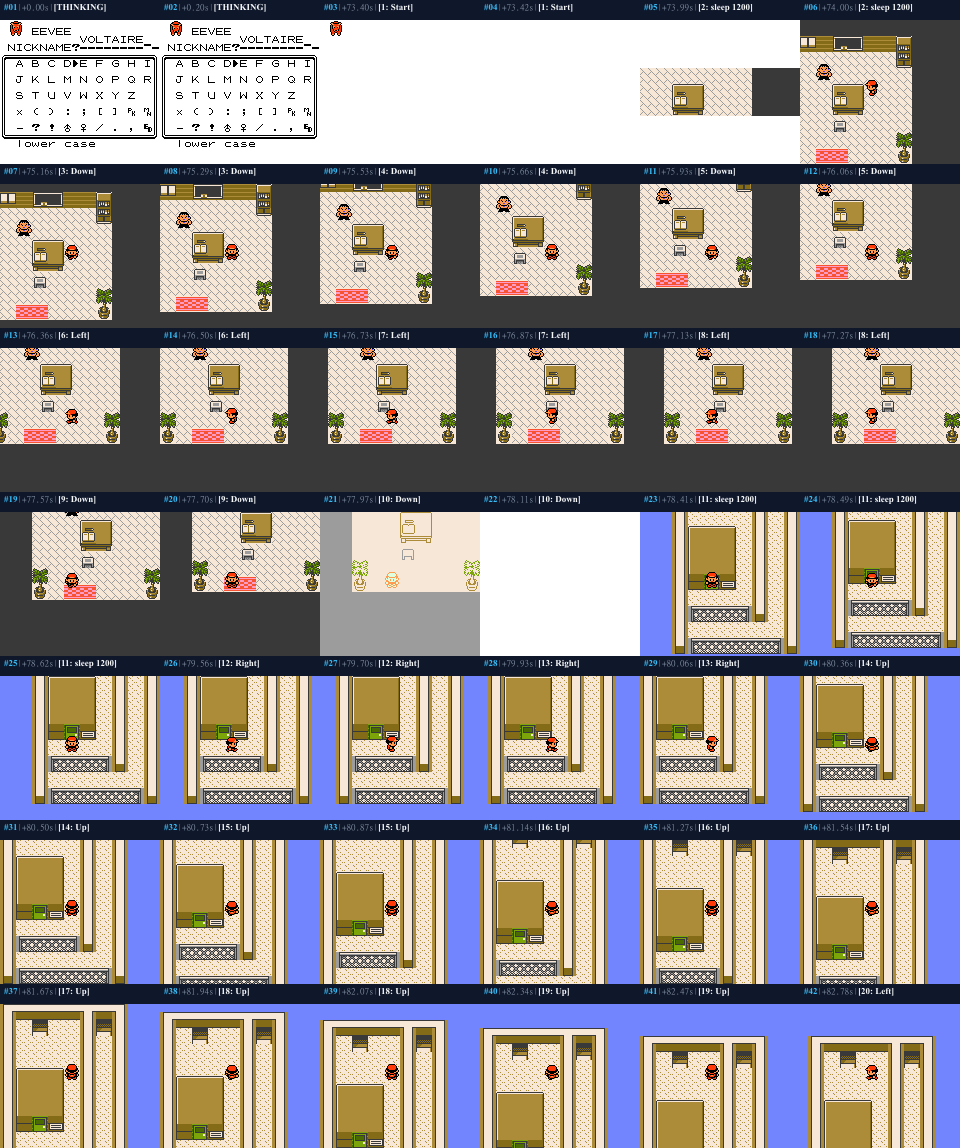 #01|+0.00s|[THINKING] #02|+0.20s|[THINKING] #03|+73.40s|[1: Start] #04|+73.42s|[1: Start] #05|+73.99s|[2: sleep 1200] #06|+74.00s|[2: sleep 1200]
EEVEE
NICKNAME? VOLTAIRE
A B C D E F G H I
J K L M N O P Q R
S T U V W X Y Z
× ( ) : ; [ ] PK MN
- ? ! ♂ ♀ / . , ED
lower case
EEVEE
NICKNAME? VOLTAIRE
A B C D E F G H I
J K L M N O P Q R
S T U V W X Y Z
× ( ) : ; [ ] PK MN
- ? ! ♂ ♀ / . , ED
lower case
#07|+75.16s|[3: Down] #08|+75.29s|[3: Down] #09|+75.53s|[4: Down] #10|+75.66s|[4: Down] #11|+75.93s|[5: Down] #12|+76.06s|[5: Down]
#13|+76.36s|[6: Left] #14|+76.50s|[6: Left] #15|+76.73s|[7: Left] #16|+76.87s|[7: Left] #17|+77.13s|[8: Left] #18|+77.27s|[8: Left]
#19|+77.57s|[9: Down] #20|+77.70s|[9: Down] #21|+77.97s|[10: Down] #22|+78.11s|[10: Down] #23|+78.41s|[11: sleep 1200] #24|+78.49s|[11: sleep 1200]
#25|+78.62s|[11: sleep 1200] #26|+79.56s|[12: Right] #27|+79.70s|[12: Right] #28|+79.93s|[13: Right] #29|+80.06s|[13: Right] #30|+80.36s|[14: Up]
#31|+80.50s|[14: Up] #32|+80.73s|[15: Up] #33|+80.87s|[15: Up] #34|+81.14s|[16: Up] #35|+81.27s|[16: Up] #36|+81.54s|[17: Up]
#37|+81.67s|[17: Up] #38|+81.94s|[18: Up] #39|+82.07s|[18: Up] #40|+82.34s|[19: Up] #41|+82.47s|[19: Up] #42|+82.78s|[20: Left]